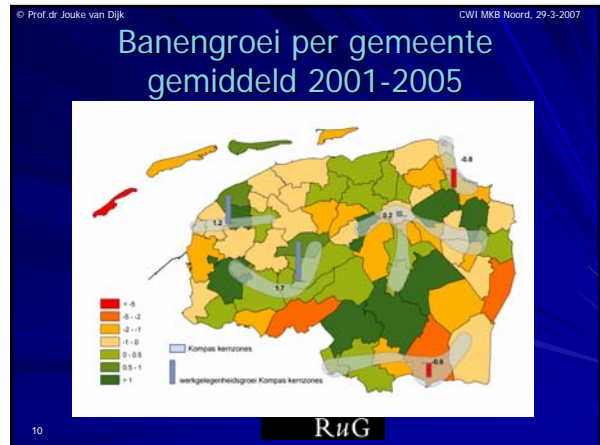 © Prof.dr Jouke van Dijk
CWI MKB Noord, 29-3-2007
Banengroei per gemeente
gemiddeld 2001-2005
-0.8
1.2
0.2
1.7
-0.6
< -5
-5 - -2
-2 - -1
-1 - 0
0 - 0.5
0.5 - 1
> 1
Kompas kernzones
werkgelegenheidsgroei Kompas kernzones
10
RuG